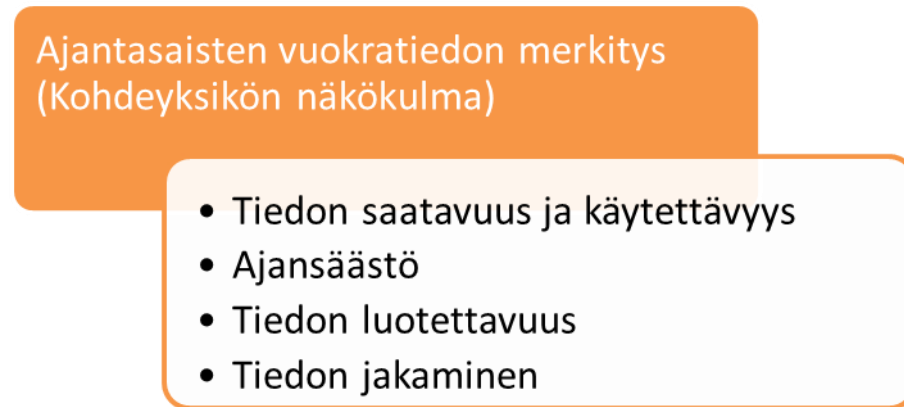 Ajantasaisten vuokratiedon merkitys
(Kohdeyksikön näkökulma)
• Tiedon saatavuus ja käytettävyys
• Ajansäästö
• Tiedon luotettavuus
• Tiedon jakaminen